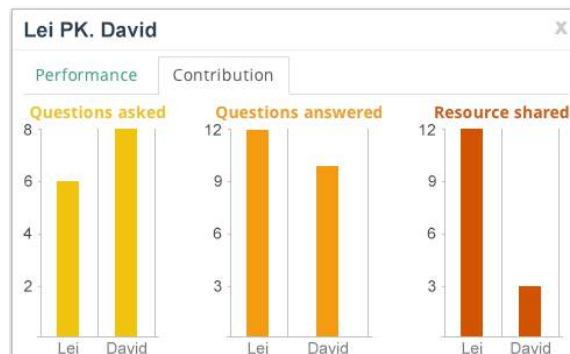 Lei PK. David
x
Performance
Contribution
Questions asked
8
6
4
2
Lei David
Questions answered
12
9
6
3
Lei David
Resource shared
12
9
6
3
Lei David